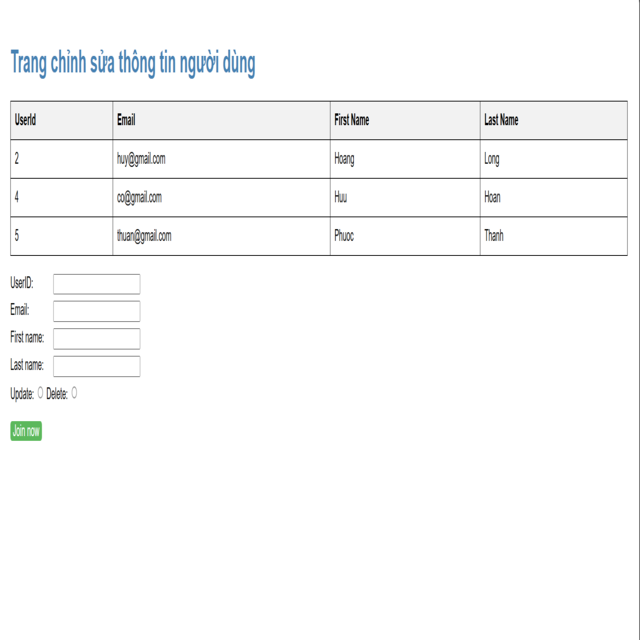 Trang chỉnh sửa thông tin người dùng
UserId Email First Name Last Name
2 huy@gmail.com Hoang Long
4 co@gmail.com Huu Hoan
5 thuan@gmail.com Phuoc Thanh
UserID:
Email:
First name:
Last name:
Update: Delete:
Join now